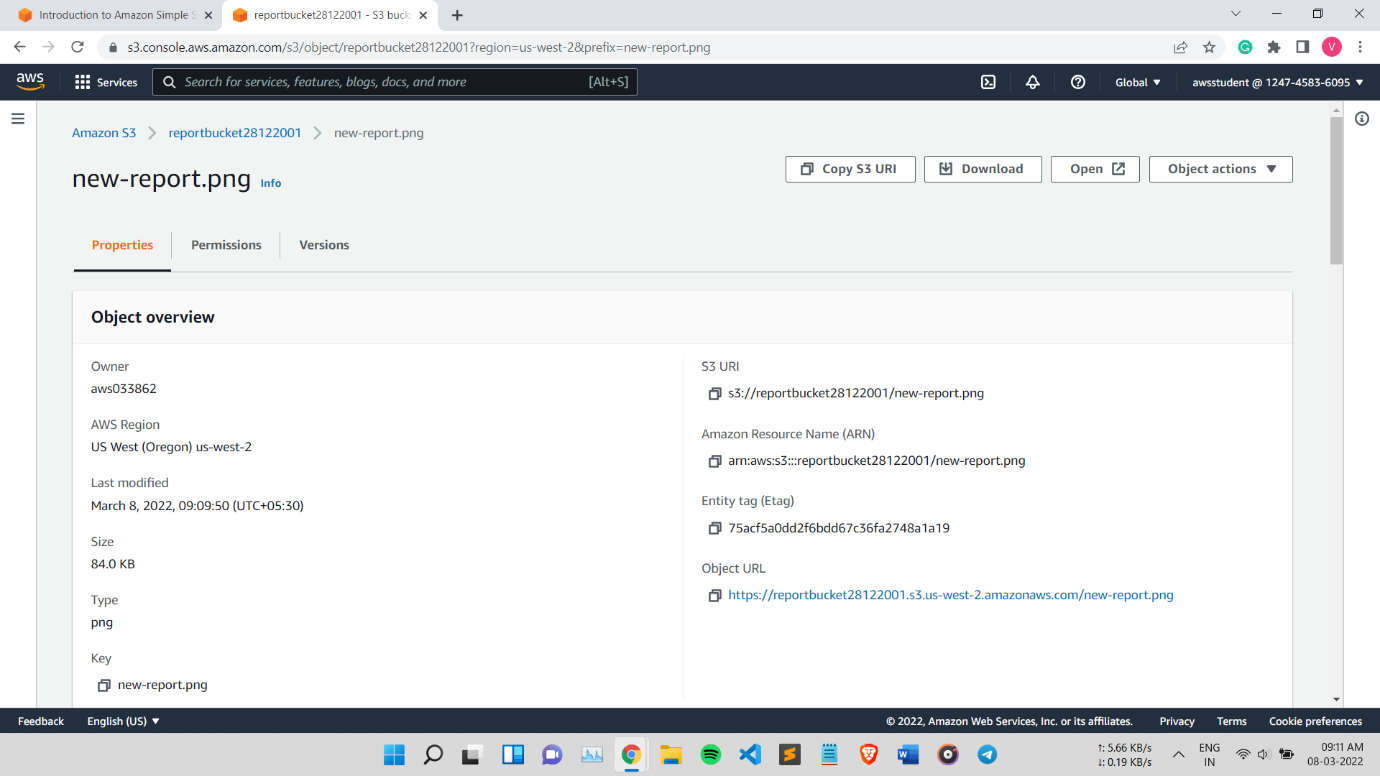 Introduction to Amazon Simple S
reportbucket28122001 - S3 buck
s3.console.aws.amazon.com/s3/object/reportbucket28122001?region=us-west-2&prefix=new-report.png
V
aws
Services
Search for services, features, blogs, docs, and more
[Alt+S]
Global
awsstudent @ 1247-4583-6095
Amazon S3
reportbucket28122001
new-report.png
new-report.png
Info
Copy S3 URI
Download
Open
Object actions
Properties
Permissions
Versions
Object overview
Owner
aws033862
AWS Region
US West (Oregon) us-west-2
Last modified
March 8, 2022, 09:09:50 (UTC+05:30)
Size
84.0 KB
Type
png
Key
new-report.png
S3 URI
s3://reportbucket28122001/new-report.png
Amazon Resource Name (ARN)
arn:aws:s3:::reportbucket28122001/new-report.png
Entity tag (Etag)
75acf5a0dd2f6bdd67c36fa2748a1a19
Object URL
https://reportbucket28122001.s3.us-west-2.amazonaws.com/new-report.png
Feedback
English (US)
© 2022, Amazon Web Services, Inc. or its affiliates.
Privacy
Terms
Cookie preferences
↑: 5.66 KB/s
↓: 0.19 KB/s
ENG
IN
09:11 AM
08-03-2022